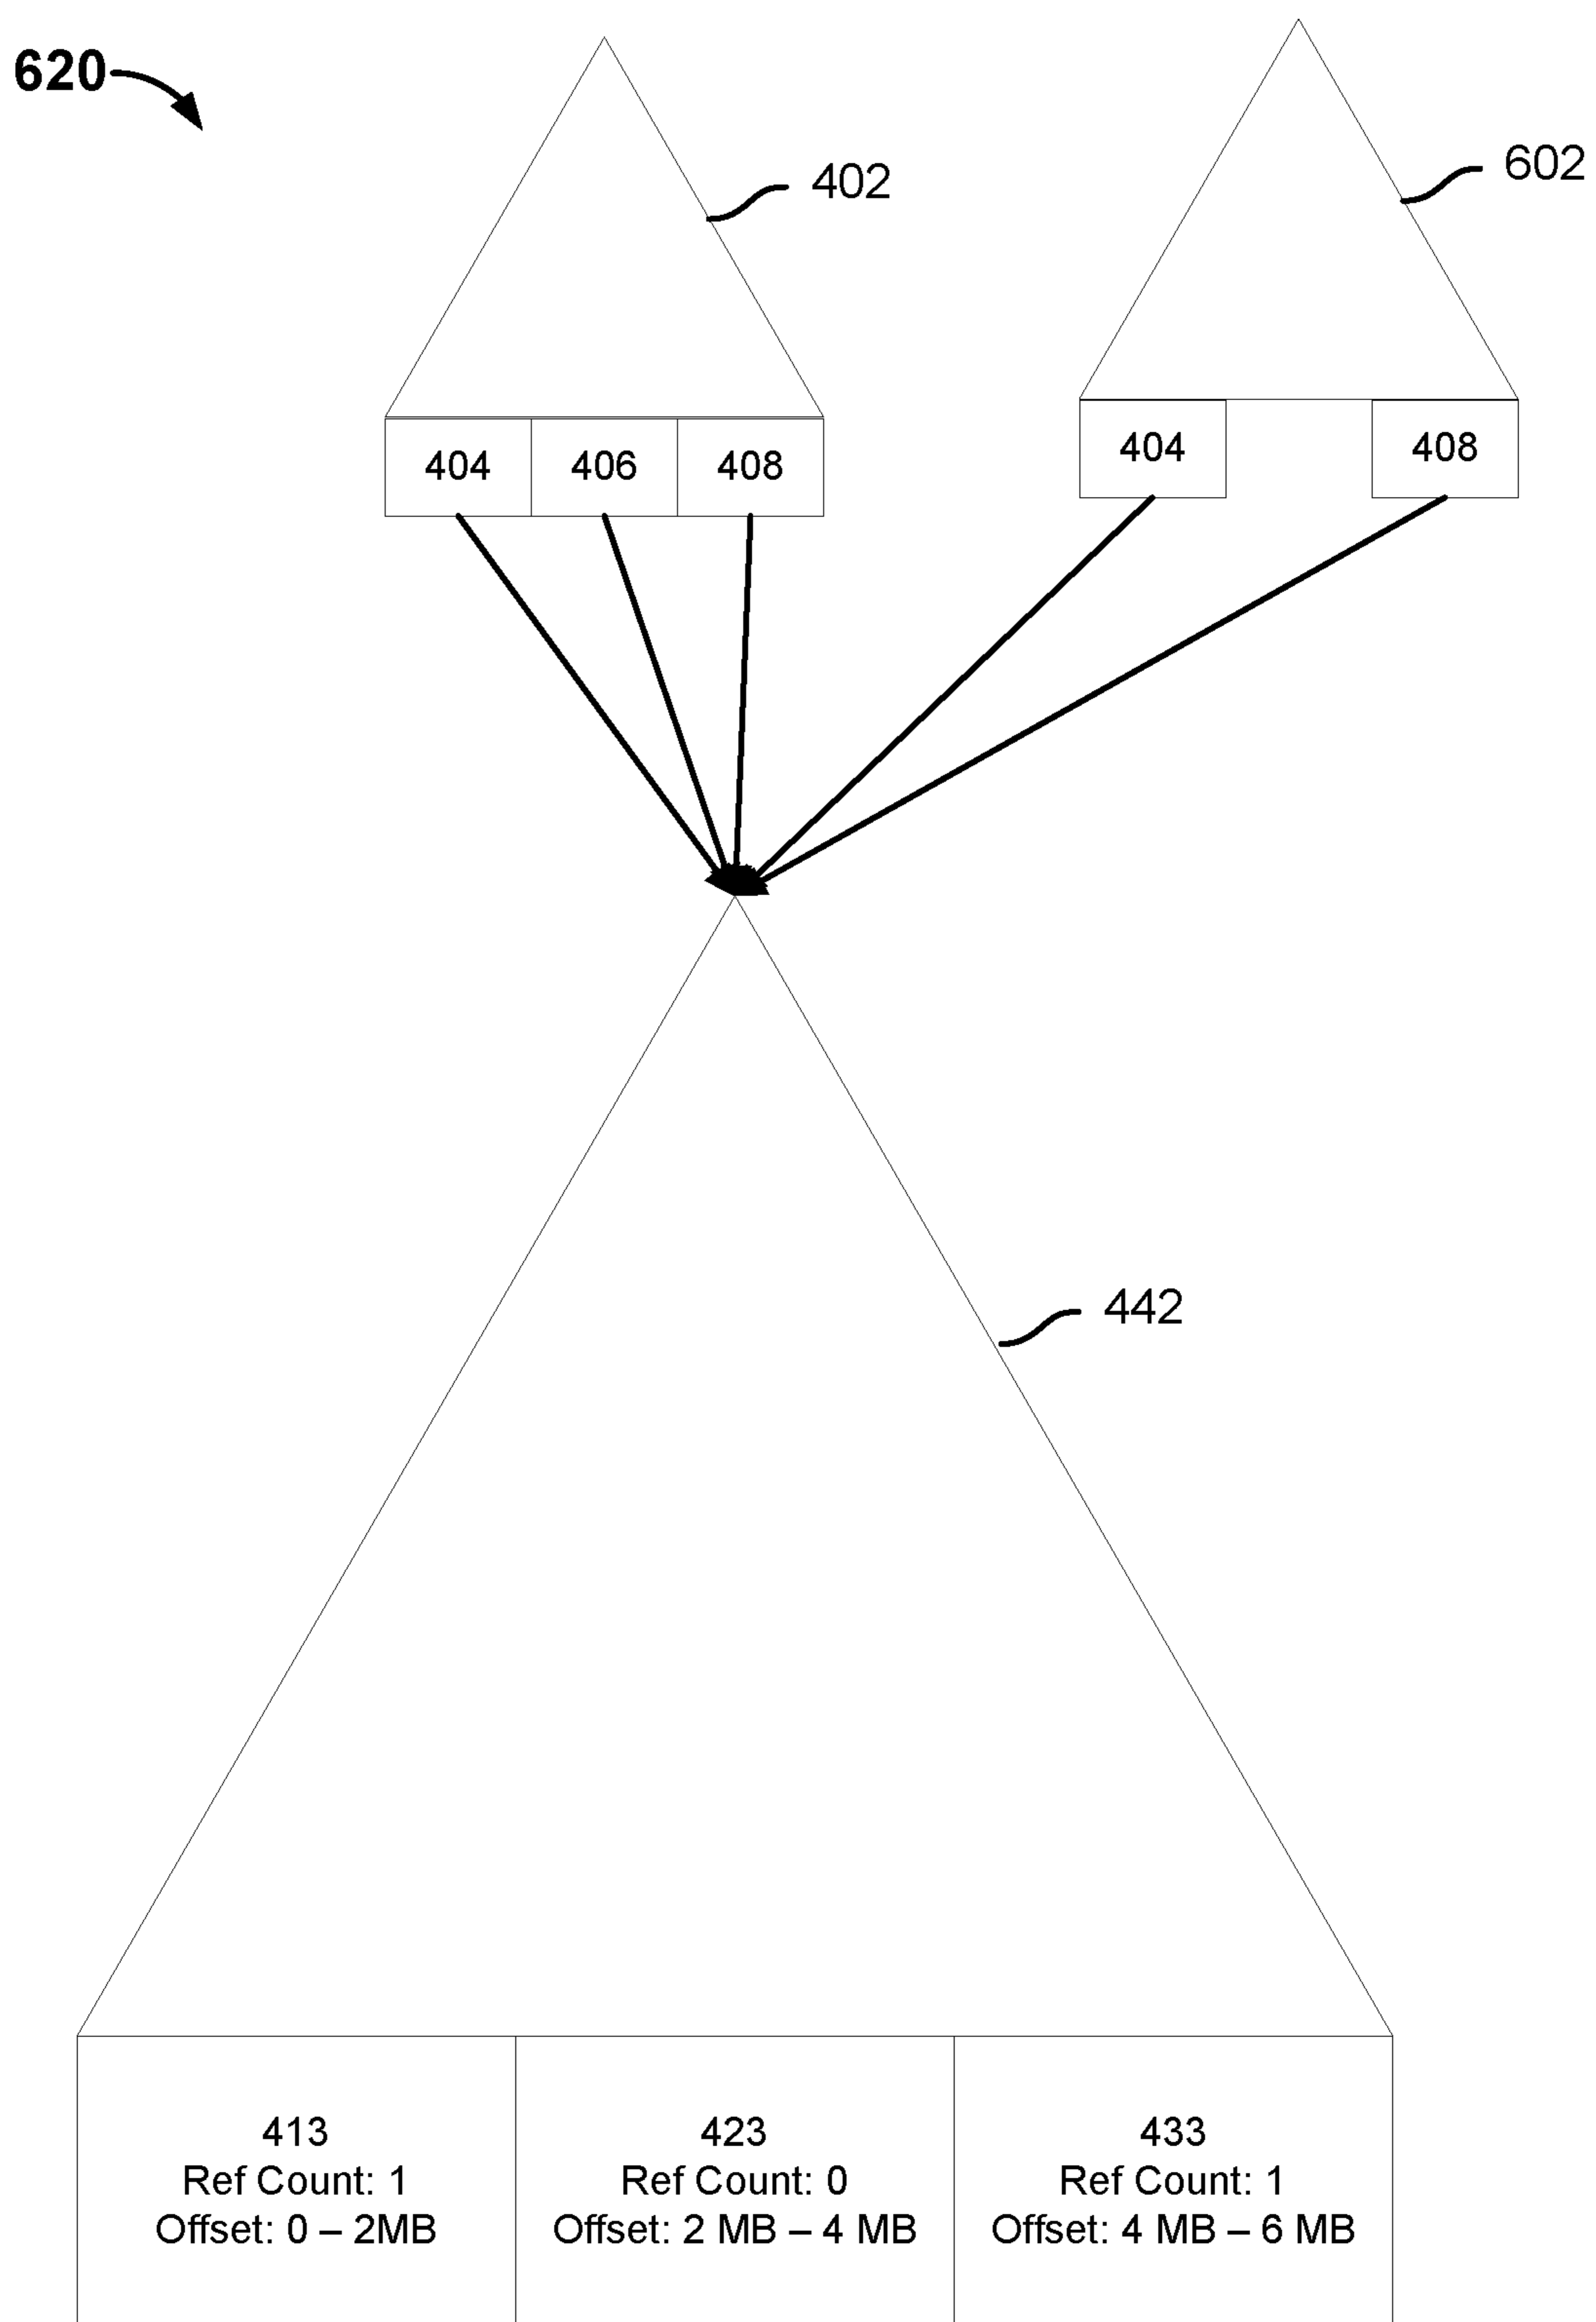 620
402
602
404 406 408
404 408
442
413
Ref Count: 1
Offset: 0 – 2MB
423
Ref Count: 0
Offset: 2 MB – 4 MB
433
Ref Count: 1
Offset: 4 MB – 6 MB